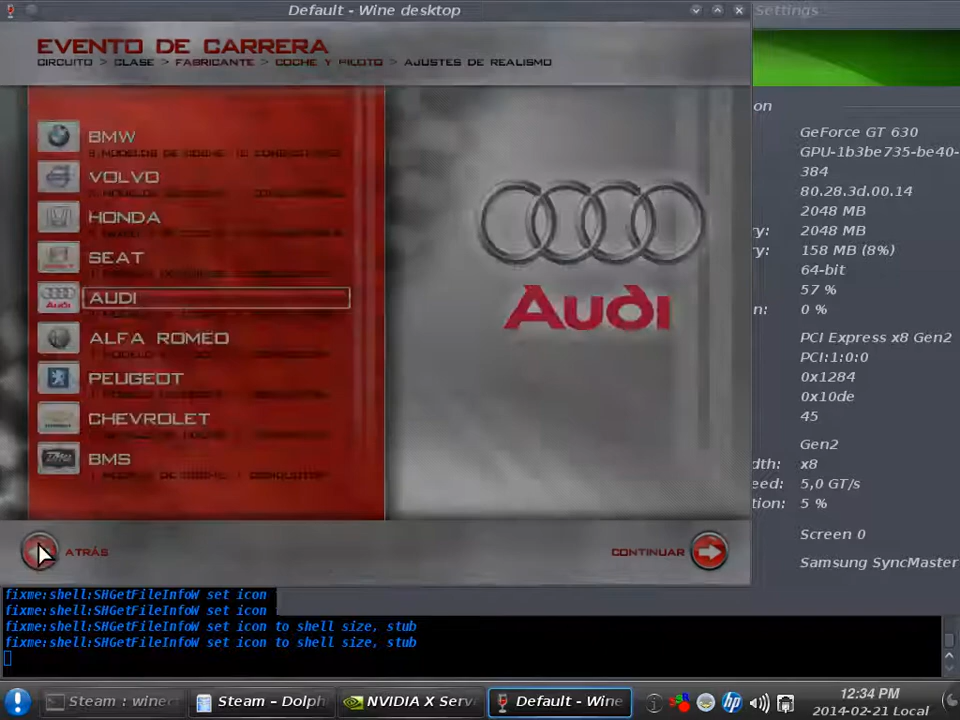 Default - Wine desktop
Settings
EVENTO DE CARRERA
CIRCUITO > CLASE > FABRICANTE > COCHE Y PILOTO > AJUSTES DE REALISMO
BMW
VOLVO
HONDA
SEAT
AUDI
ALFA ROMEO
PEUGEOT
CHEVROLET
BMS
Audi
ATRÁS
CONTINUAR
on
GeForce GT 630
GPU-1b3be735-be40-
384
80.28.3d.00.14
2048 MB
ry: 2048 MB
ry: 158 MB (8%)
64-bit
57 %
n: 0 %
PCI Express x8 Gen2
PCI:1:0:0
0x1284
0x10de
45
Gen2
dth: x8
eed: 5,0 GT/s
tion: 5 %
Screen 0
Samsung SyncMaster
fixme:shell:SHGetFileInfoW set icon
fixme:shell:SHGetFileInfoW set icon
fixme:shell:SHGetFileInfoW set icon to shell size, stub
fixme:shell:SHGetFileInfoW set icon to shell size, stub
Steam : winec
Steam – Dolph
NVIDIA X Serv
Default - Wine
hp
12:34 PM
2014-02-21 Local